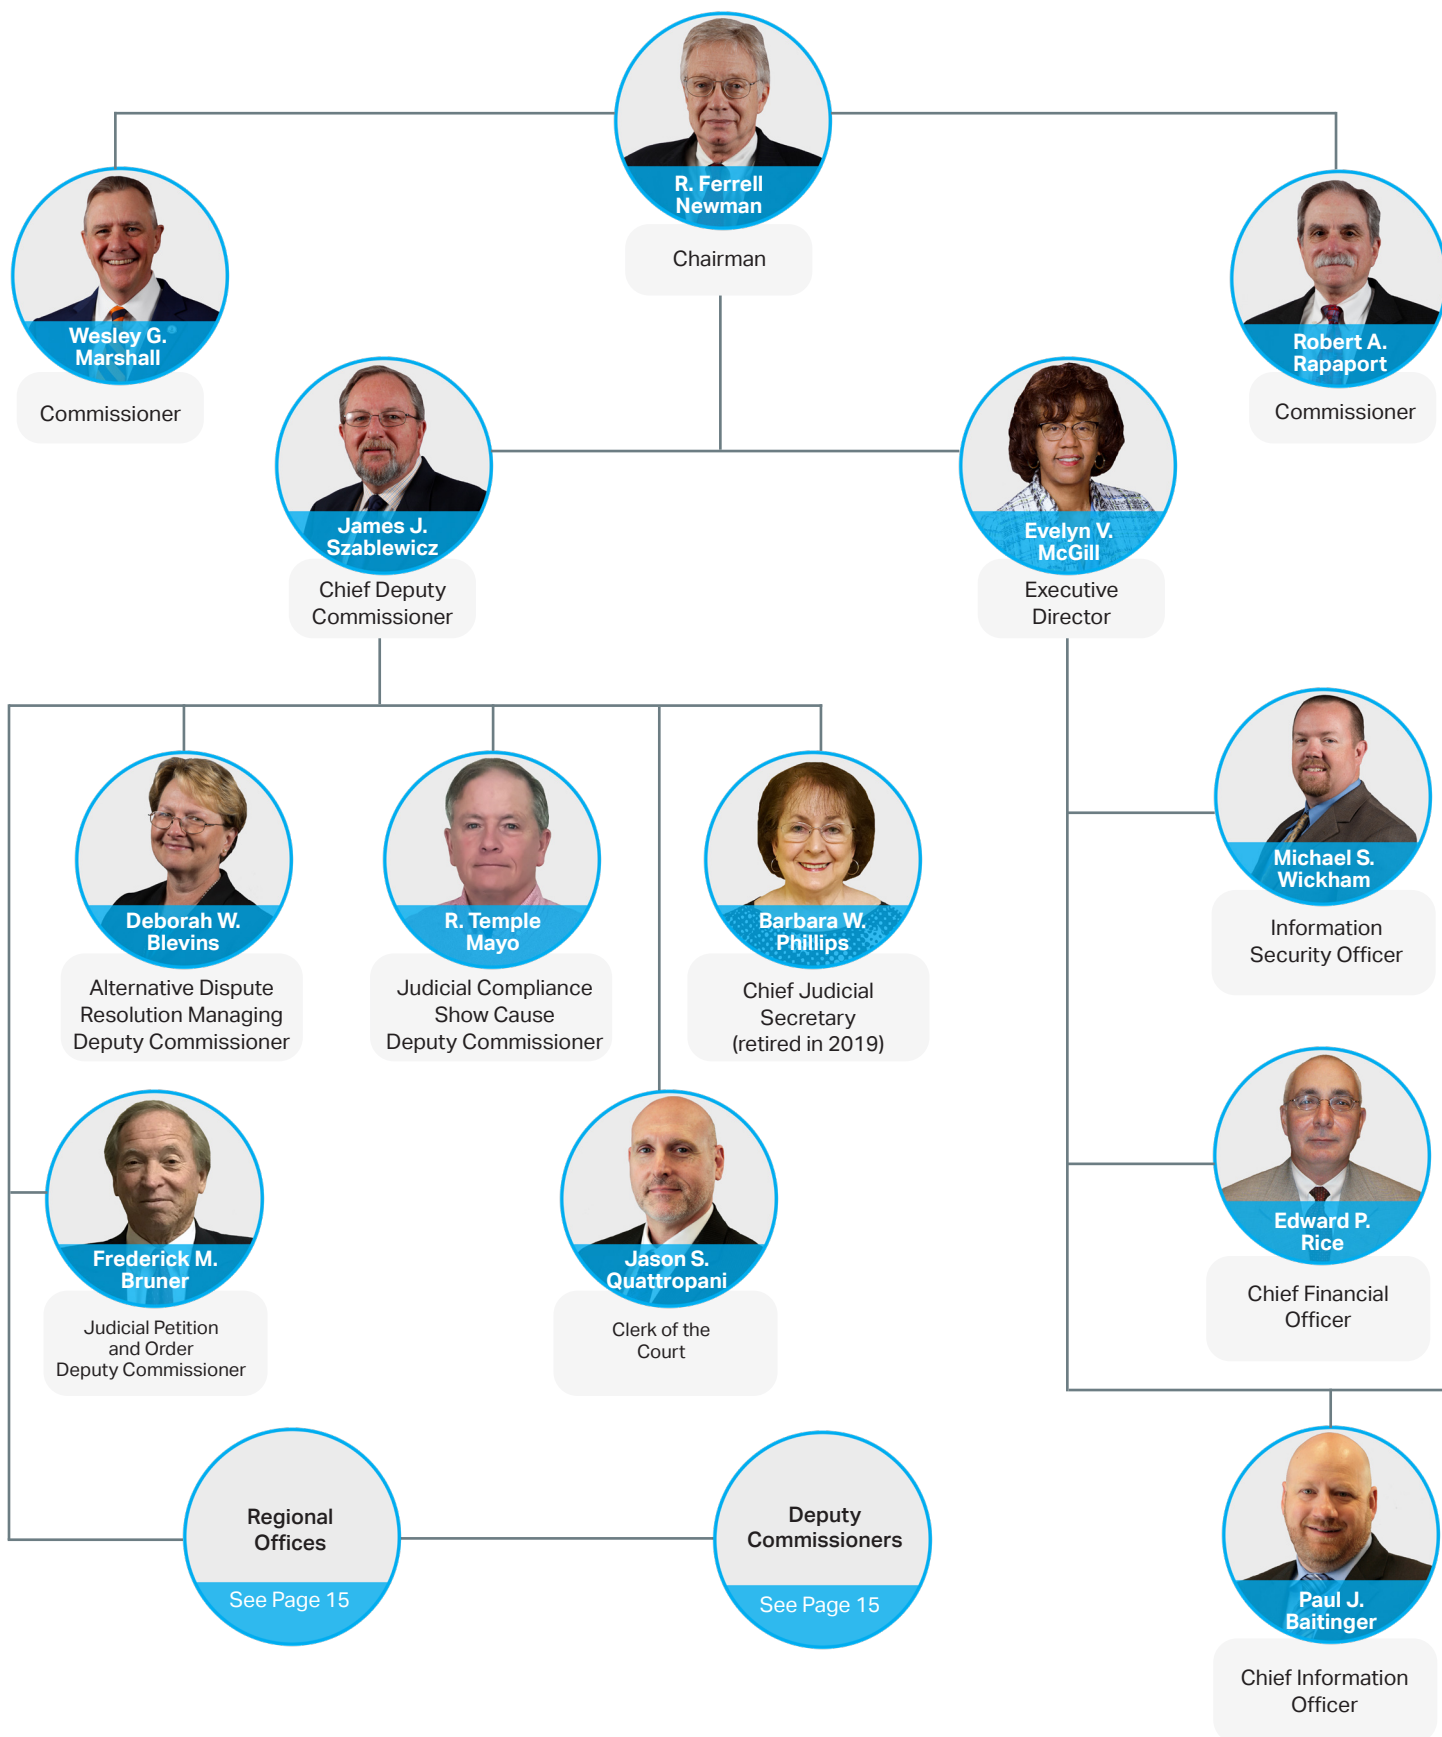 R. Ferrell
Newman
Chairman
Wesley G.
Marshall
Commissioner
Robert A.
Rapaport
Commissioner
James J.
Szablewicz
Chief Deputy
Commissioner
Evelyn V.
McGill
Executive
Director
Deborah W.
Blevins
Alternative Dispute
Resolution Managing
Deputy Commissioner
R. Temple
Mayo
Judicial Compliance
Show Cause
Deputy Commissioner
Barbara W.
Phillips
Chief Judicial
Secretary
(retired in 2019)
Michael S.
Wickham
Information
Security Officer
Frederick M.
Bruner
Judicial Petition
and Order
Deputy Commissioner
Jason S.
Quattropani
Clerk of the
Court
Edward P.
Rice
Chief Financial
Officer
Regional
Offices
See Page 15
Deputy
Commissioners
See Page 15
Paul J.
Baitinger
Chief Information
Officer